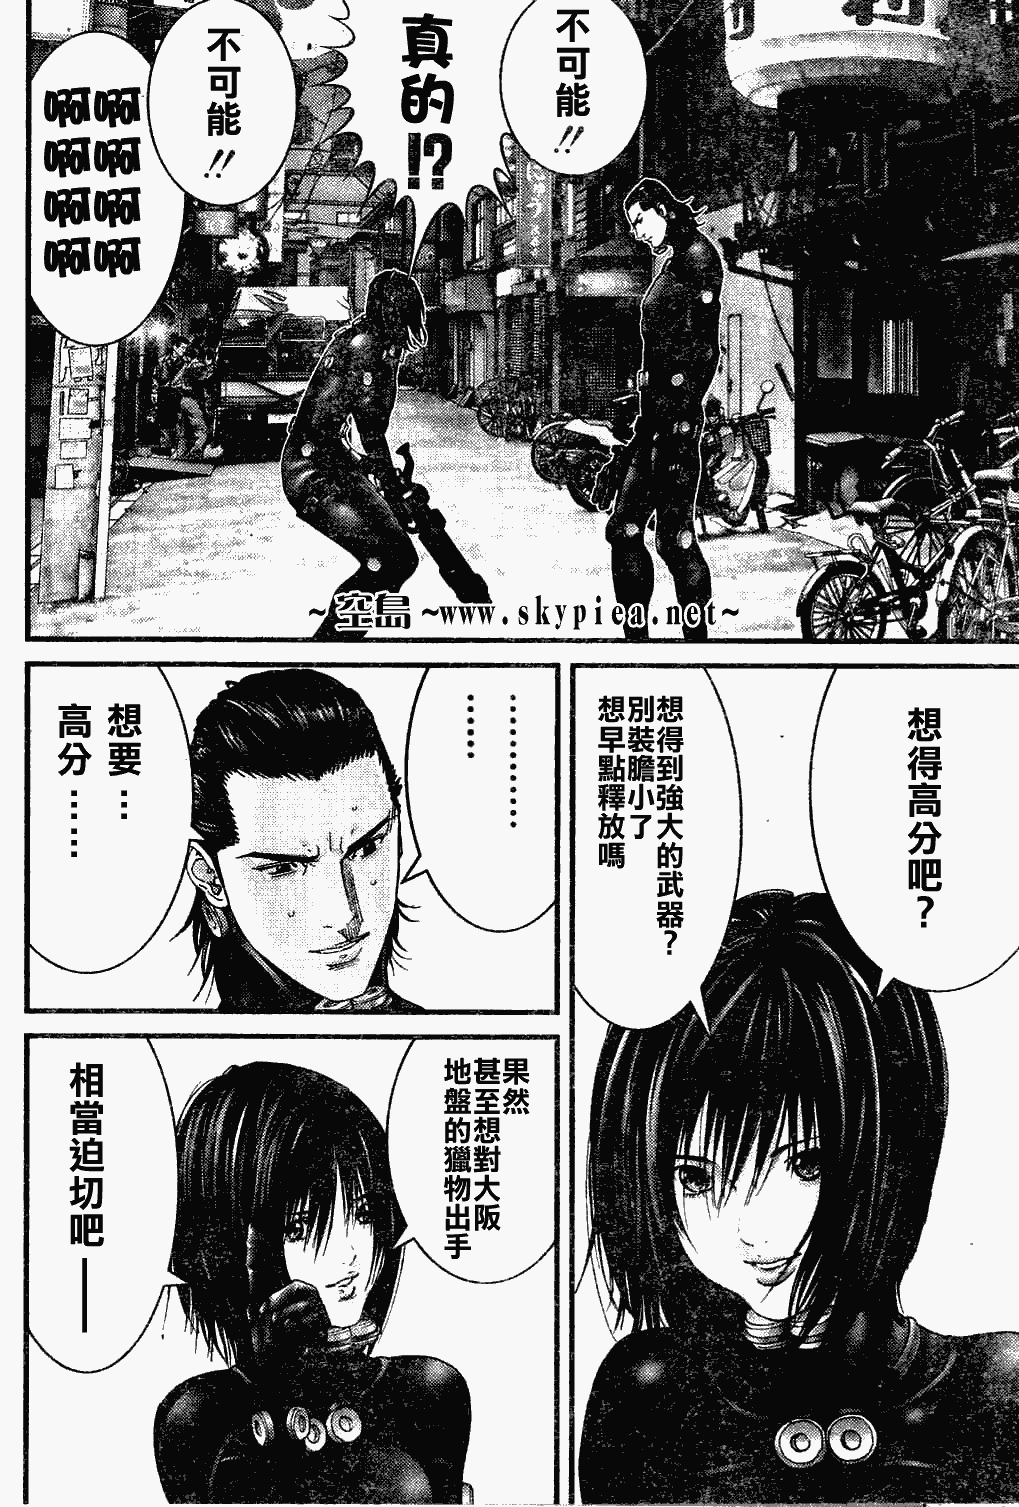 不可能!!
真的!?
不可能!!
啊啊啊啊
啊啊啊啊
利
り
~空島~www.skypiea.net~
想得高分吧？
想得到強大的武器？
別裝膽小了
想早點釋放嗎
…………
……
想要…
高分……
果然
甚至想對大阪
地盤的獵物出手
相當迫切吧——